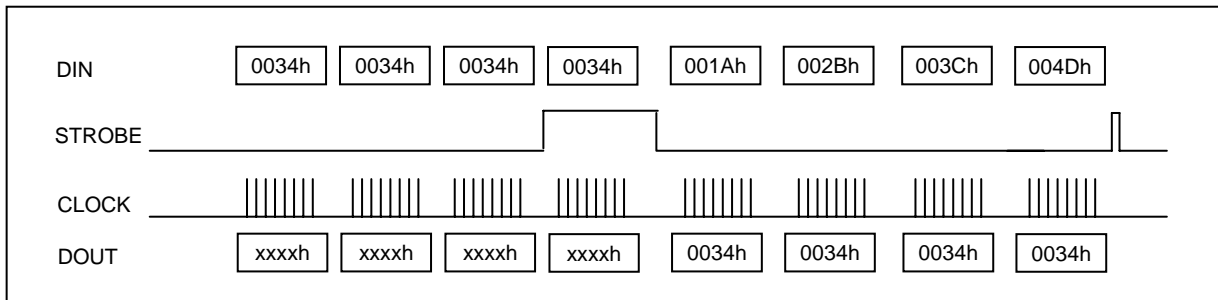 DIN 0034h 0034h 0034h 0034h 001Ah 002Bh 003Ch 004Dh
STROBE
CLOCK
DOUT xxxxh xxxxh xxxxh xxxxh 0034h 0034h 0034h 0034h